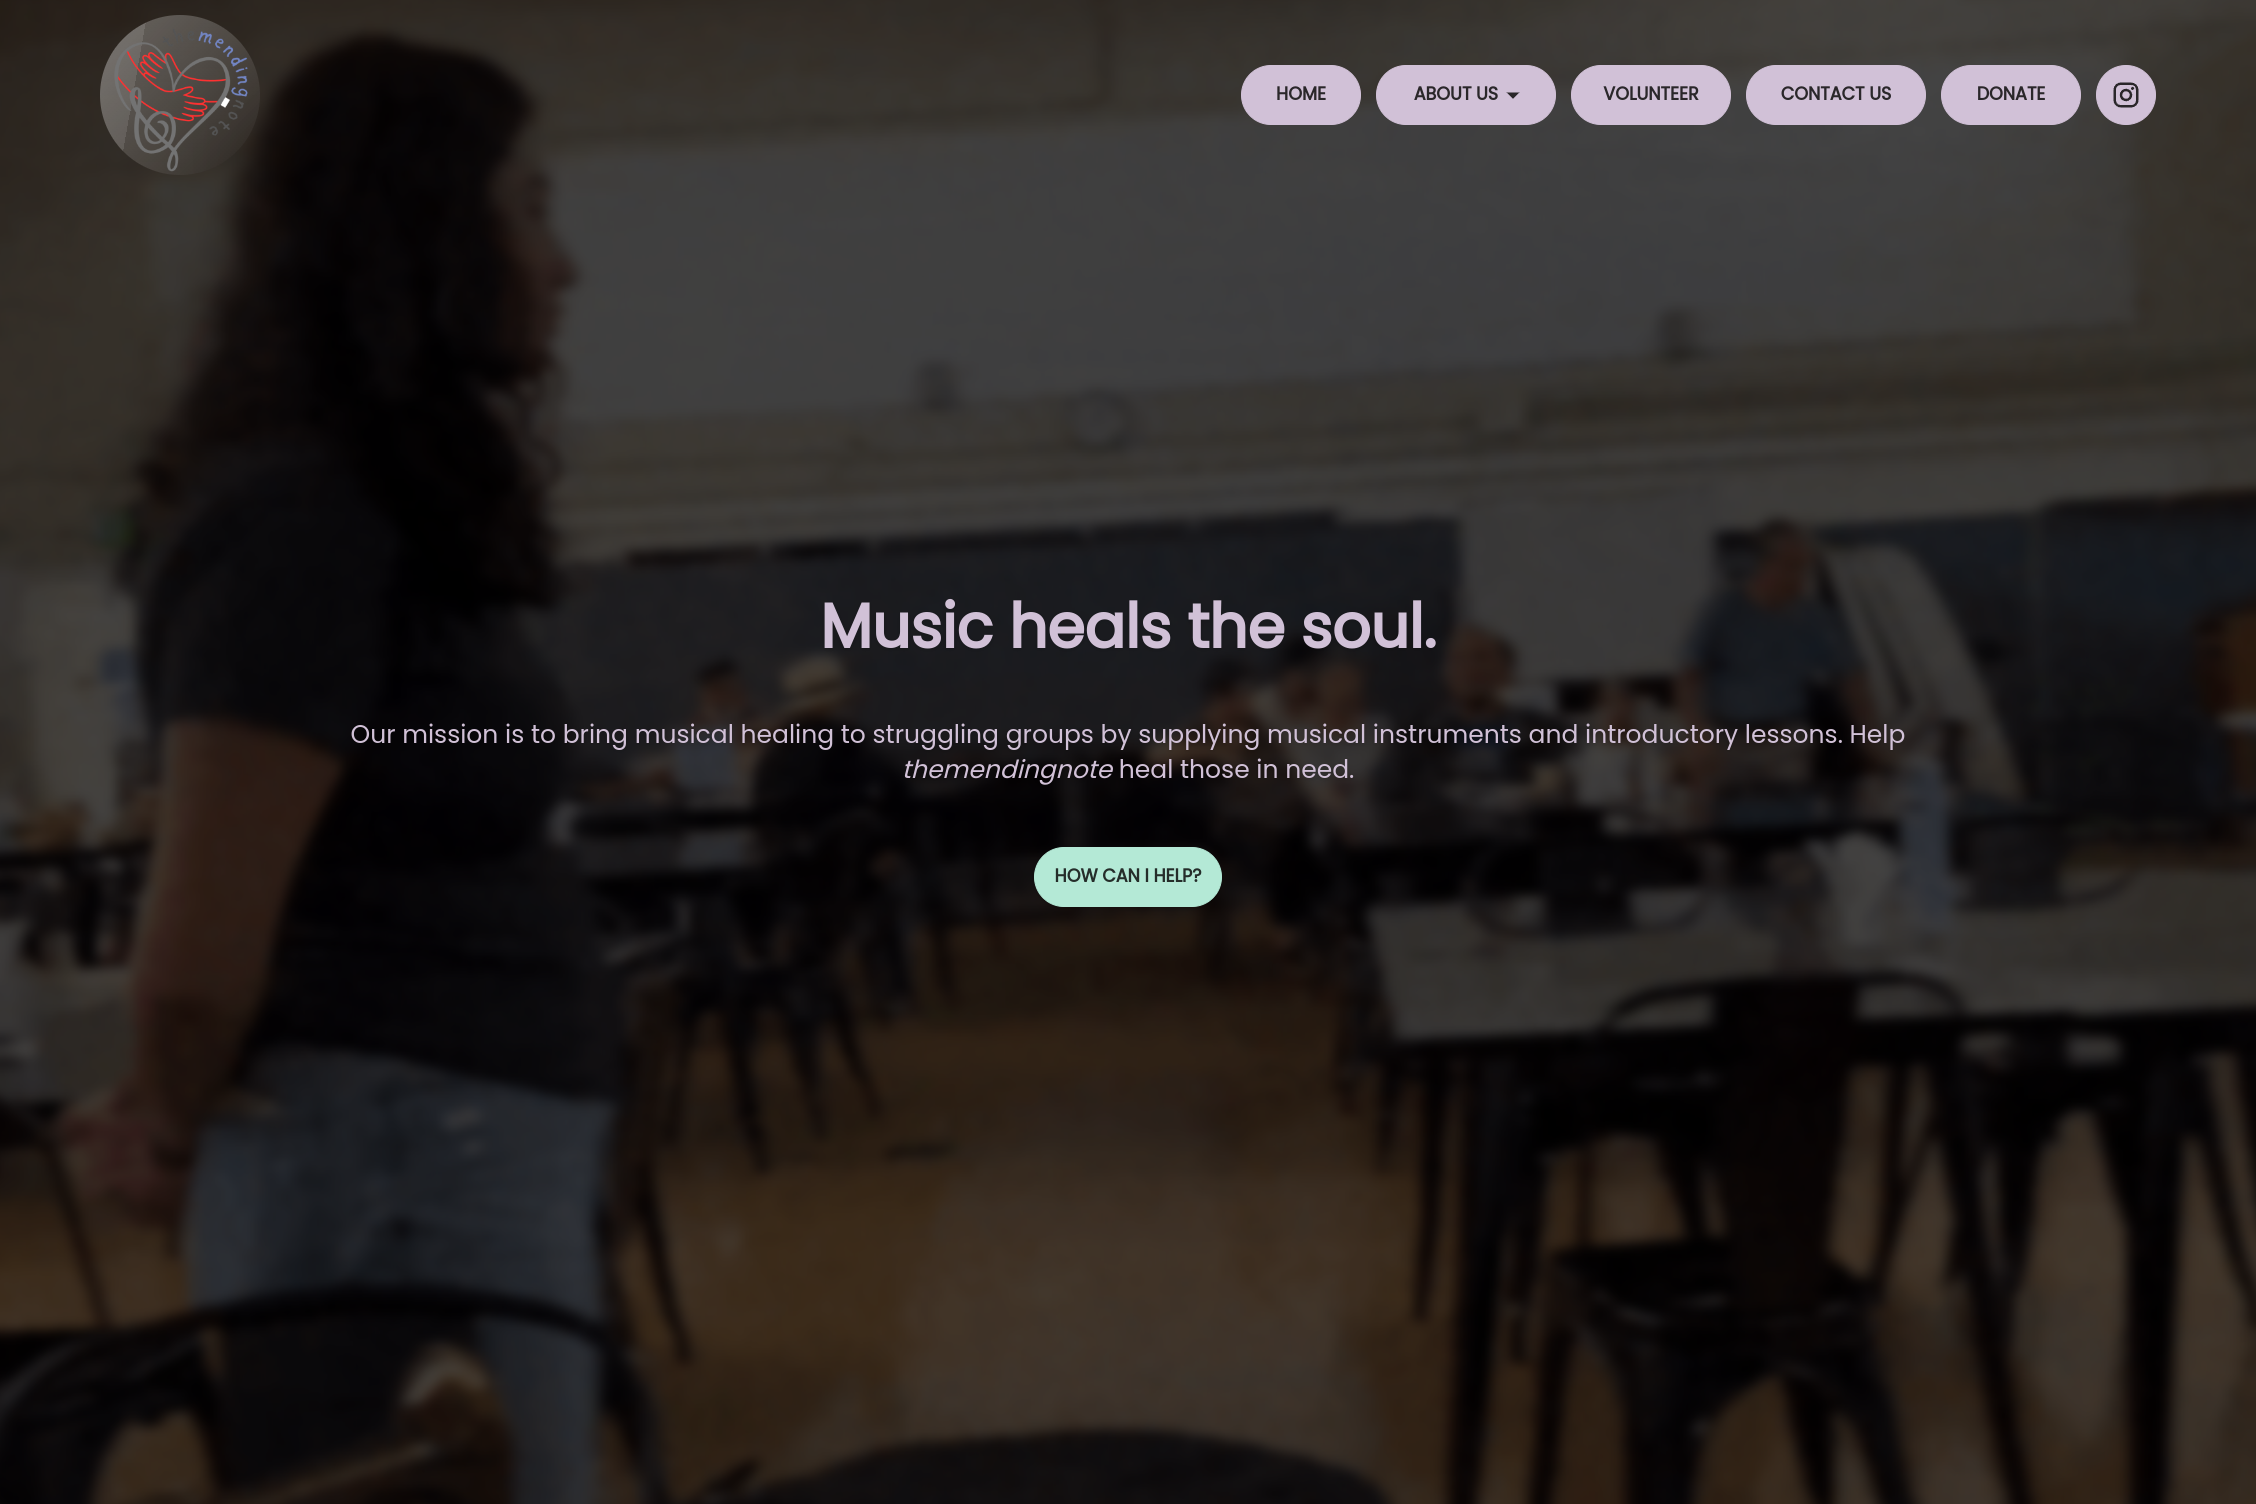 mending
note
HOME
ABOUT US
VOLUNTEER
CONTACT US
DONATE
Music heals the soul.
Our mission is to bring musical healing to struggling groups by supplying musical instruments and introductory lessons. Help
themendingnote heal those in need.
HOW CAN I HELP?